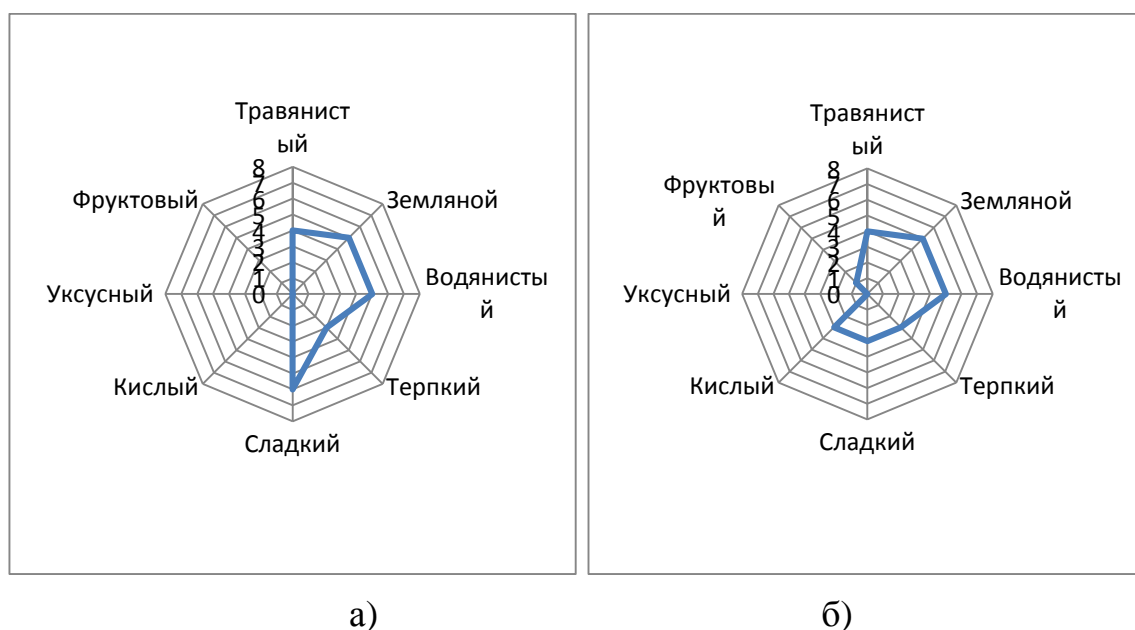 Травянист
ый
Земляной
Водянисты
й
Терпкий
Сладкий
Кислый
Уксусный
Фруктовый
8
7
6
5
4
3
2
1
0
Травянист
ый
Земляной
Водянисты
й
Терпкий
Сладкий
Кислый
Уксусный
Фруктовы
й
8
7
6
5
4
3
2
1
0
а)
б)